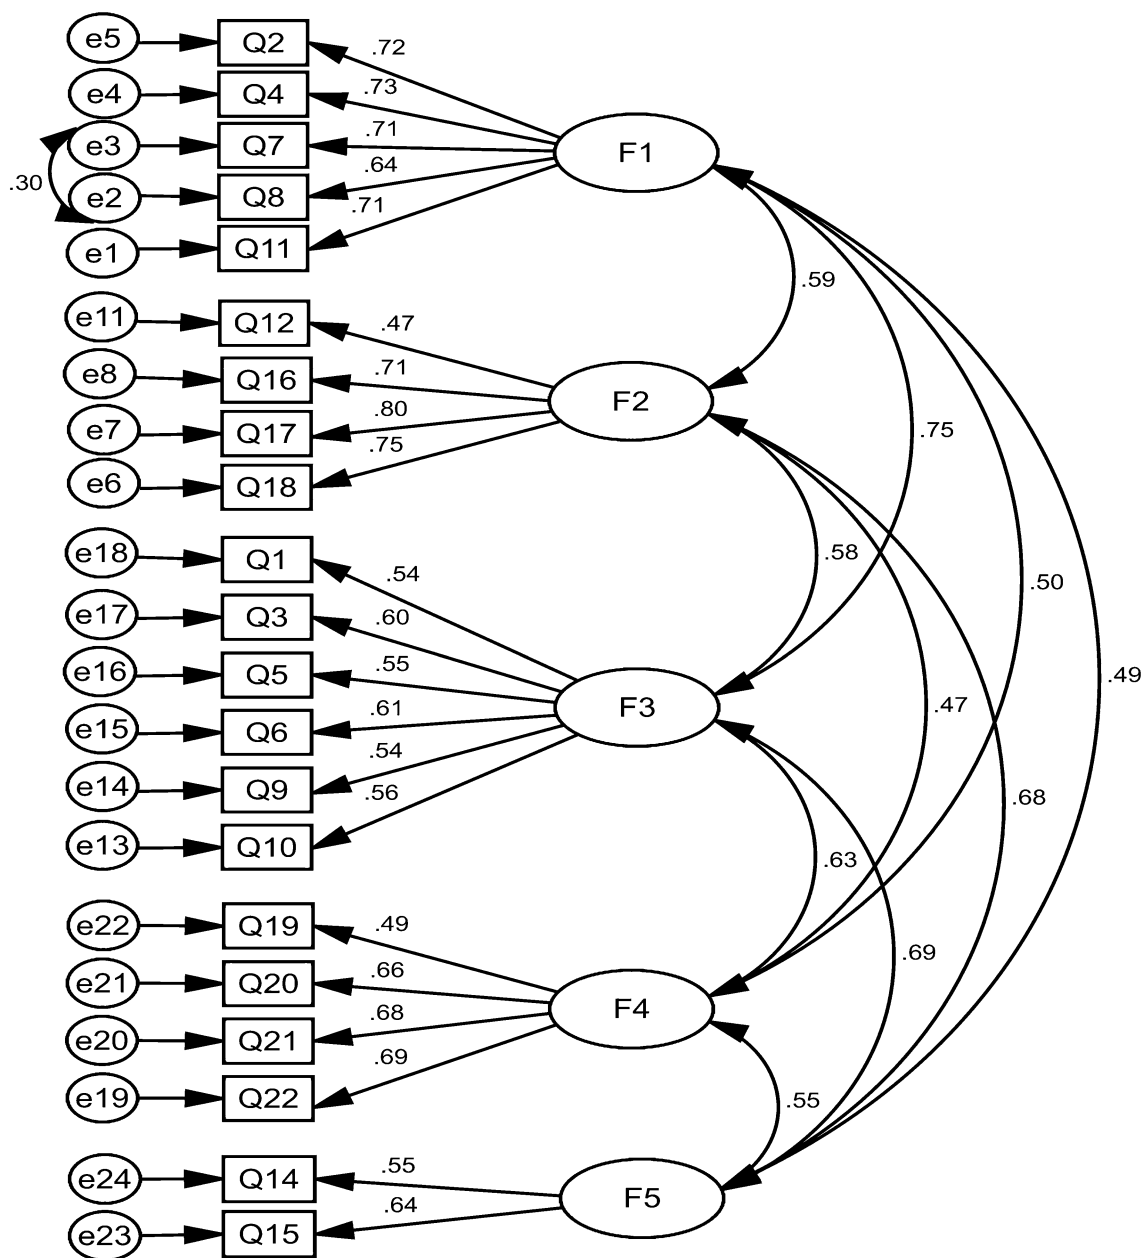 e5 Q2 .72
e4 Q4 .73
e3 Q7 .71 F1
.30 e2 Q8 .64
e1 Q11 .71
.59
e11 Q12 .47
e8 Q16 .71
F2
e7 Q17 .80
.75
e6 Q18 .75
e18 Q1 .54
.58 .50
e17 Q3 .60
e16 Q5 .55
.49
F3 .47
e15 Q6 .61
e14 Q9 .54
.68
e13 Q10 .56
.63
e22 Q19 .49
.69
e21 Q20 .66
F4
e20 Q21 .68
e19 Q22 .69
.55
e24 Q14 .55
F5
e23 Q15 .64